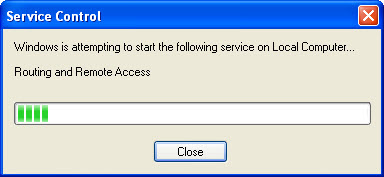 Service Control
Windows is attempting to start the following service on Local Computer...
Routing and Remote Access
Close